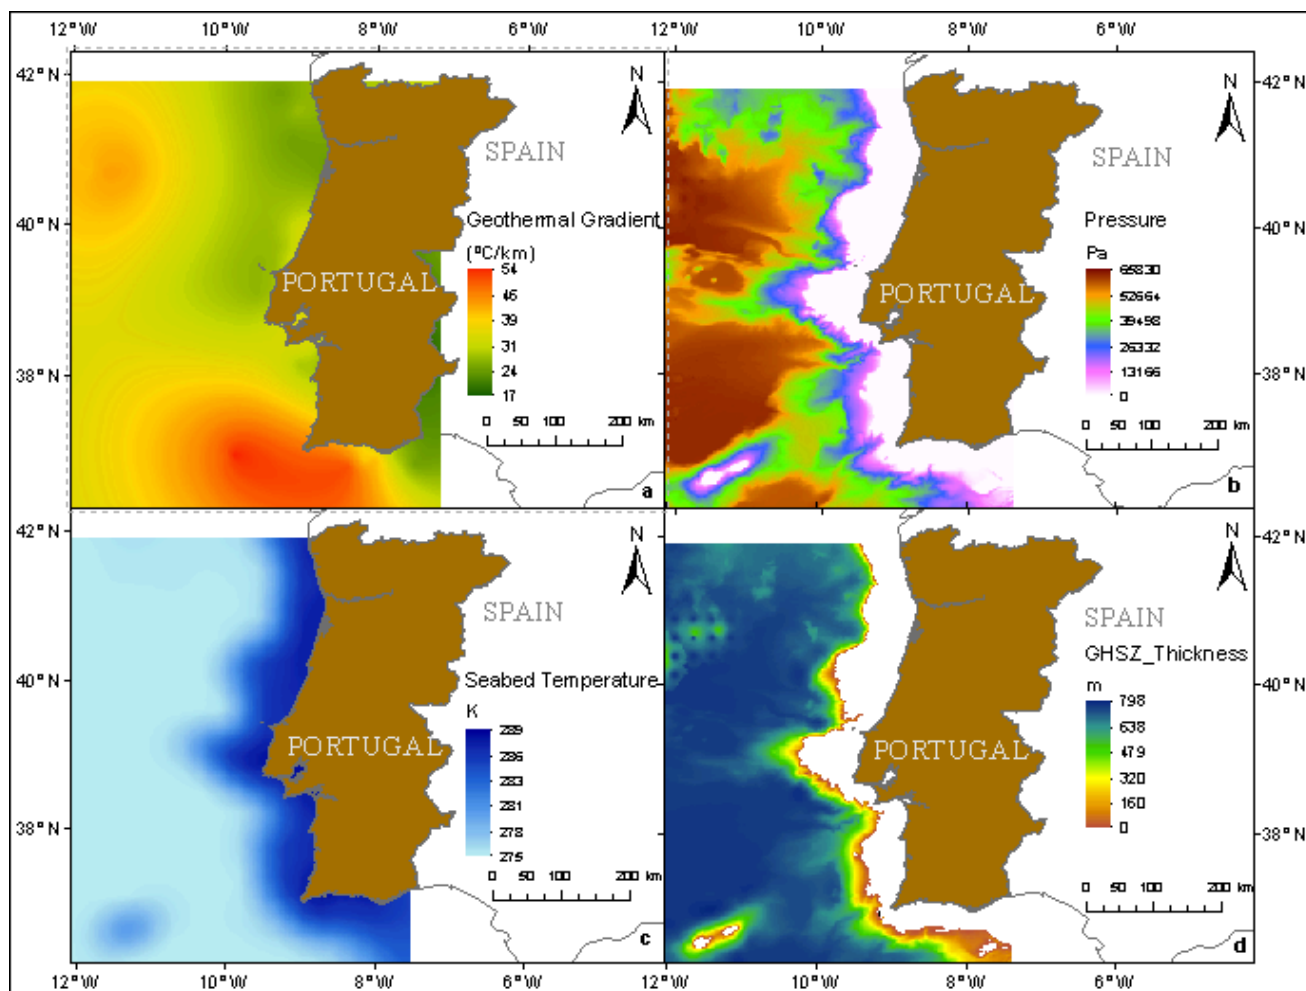 12°W 10°W 8°W 12°W 10°W 8°W 6°W
42°N
40°N
38°N
N
SPAIN
Geothermal Gradient
(ºC/km)
54
46
39
31
24
17
PORTUGAL
0 50 100 200 km
a
N
SPAIN
Pressure
Pa
65830
52664
39498
26332
13166
0
PORTUGAL
0 50 100 200 km
b
42°N
40°N
38°N
42°N
40°N
38°N
N
SPAIN
Seabed Temperature
K
289
286
283
281
278
275
PORTUGAL
0 50 100 200 km
c
N
SPAIN
GHSZ_Thickness
m
798
638
479
320
160
0
PORTUGAL
0 50 100 200 km
d
42°N
40°N
38°N
12°W 10°W 8°W 6°W 12°W 10°W 8°W 6°W